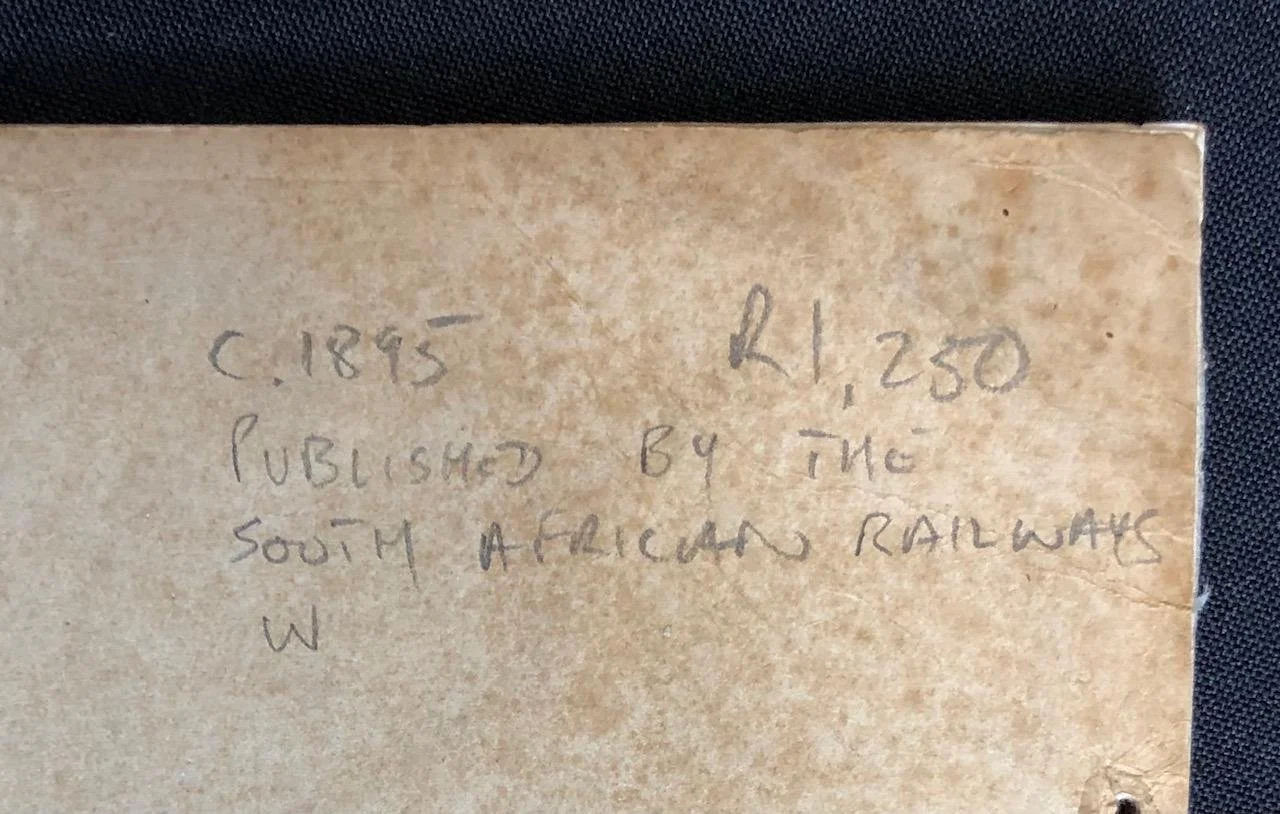 C.1895 R1,250
PUBLISHED BY THE
SOUTH AFRICAN RAILWAYS
W